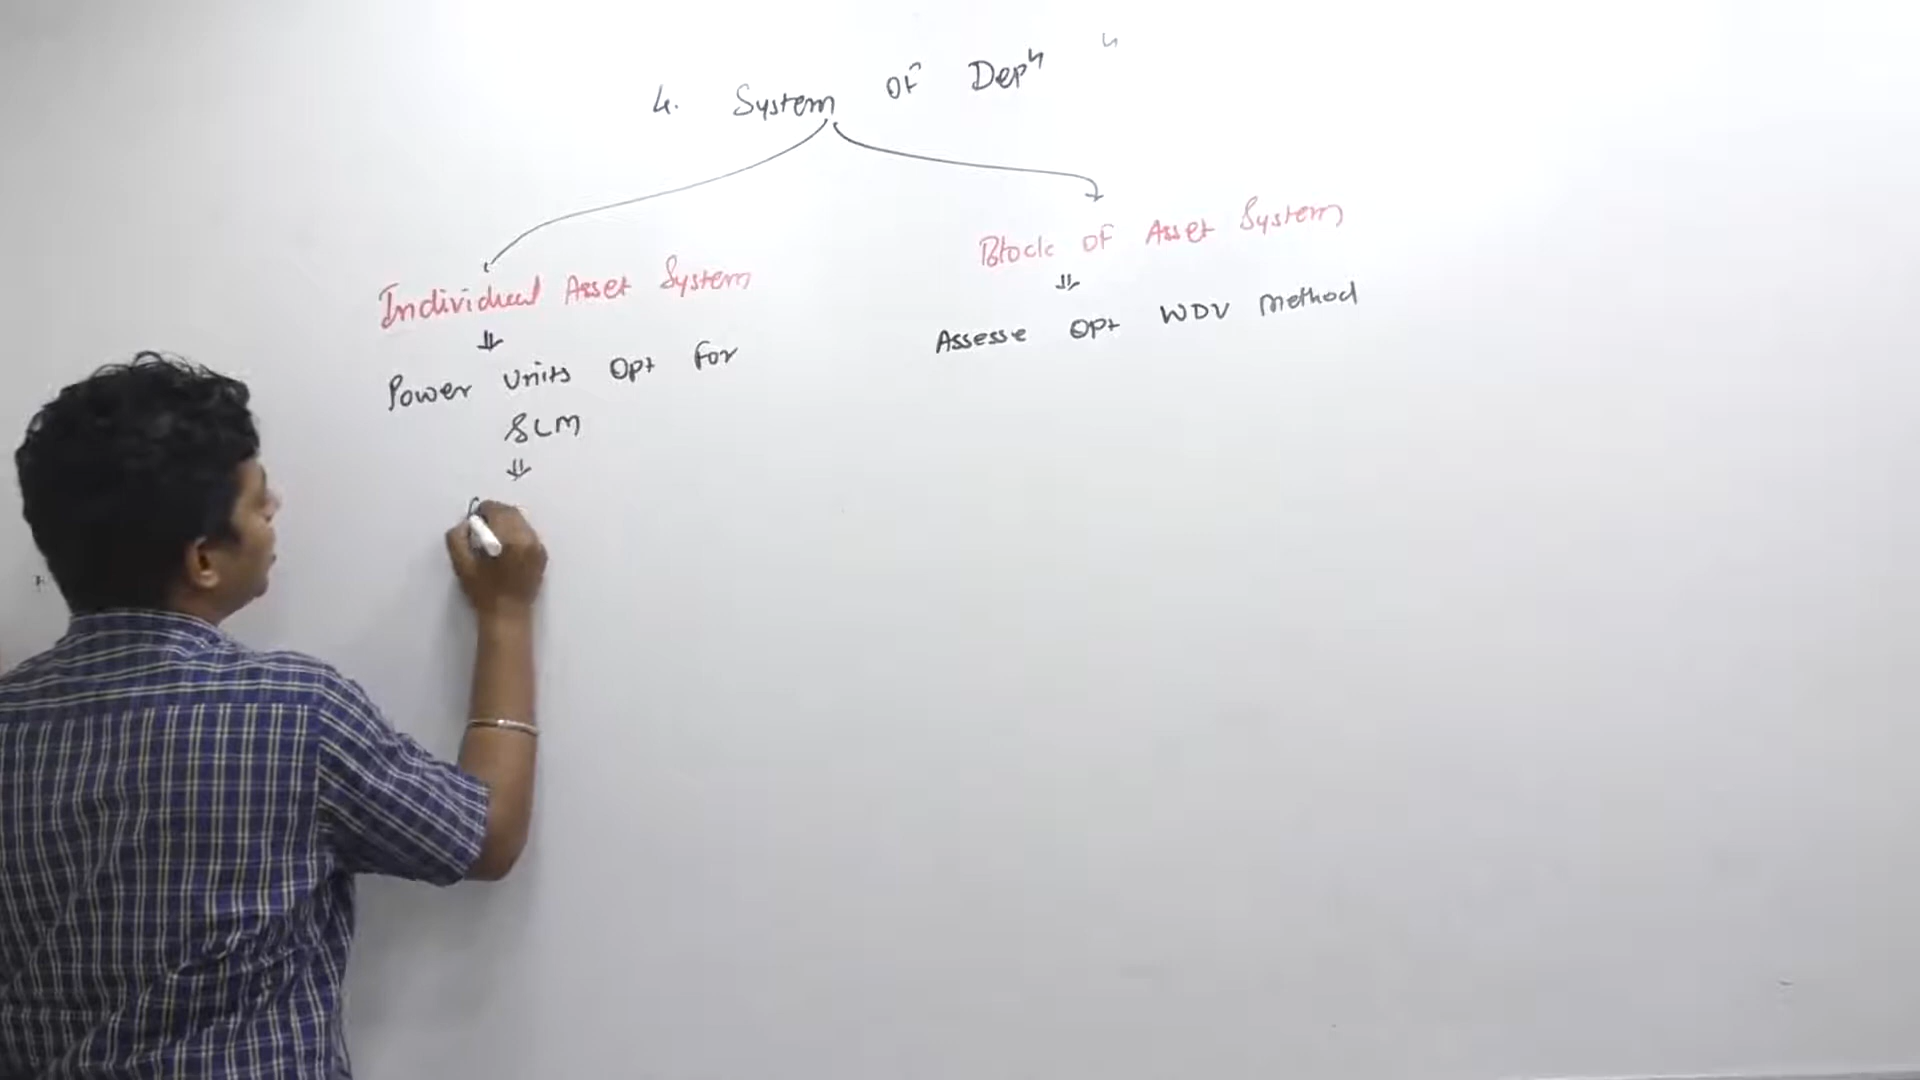 4. System OF Depⁿ
Individual Asset System
Power Units Opt For
SLM
Block OF Asset System
Assesse Opt WDV Method